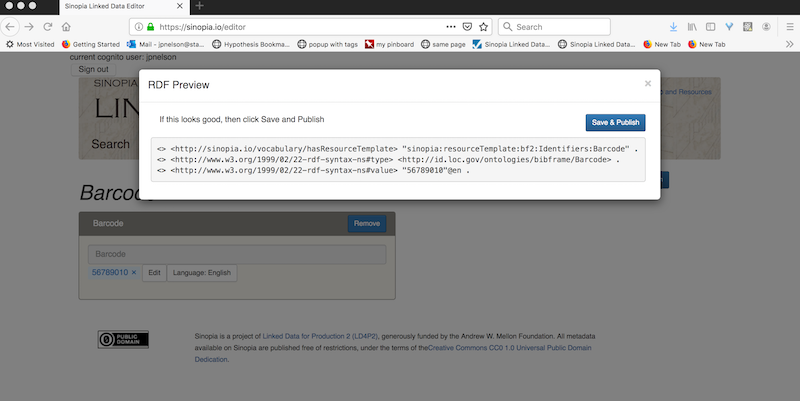 Sinopia Linked Data Editor
https://sinopia.io/editor
Search
Most Visited Getting Started Mail - jpnelson@sta... Hypothesis Bookma... popup with tags my pinboard same page Sinopia Linked Data... Sinopia Linked Data... New Tab New Tab
current cognito user: jpnelson
Sign out
SINOPIA
LIN
and Resources
Search
RDF Preview
×
If this looks good, then click Save and Publish
Save & Publish
<> <http://sinopia.io/vocabulary/hasResourceTemplate> "sinopia:resourceTemplate:bf2:Identifiers:Barcode" .
<> <http://www.w3.org/1999/02/22-rdf-syntax-ns#type> <http://id.loc.gov/ontologies/bibframe/Barcode> .
<> <http://www.w3.org/1999/02/22-rdf-syntax-ns#value> "56789010"@en .
Barcod
Barcode
Remove
Barcode
56789010 × Edit Language: English
PUBLIC
DOMAIN
Sinopia is a project of Linked Data for Production 2 (LD4P2), generously funded by the Andrew W. Mellon Foundation. All metadata
available on Sinopia are published free of restrictions, under the terms of theCreative Commons CC0 1.0 Universal Public Domain
Dedication.